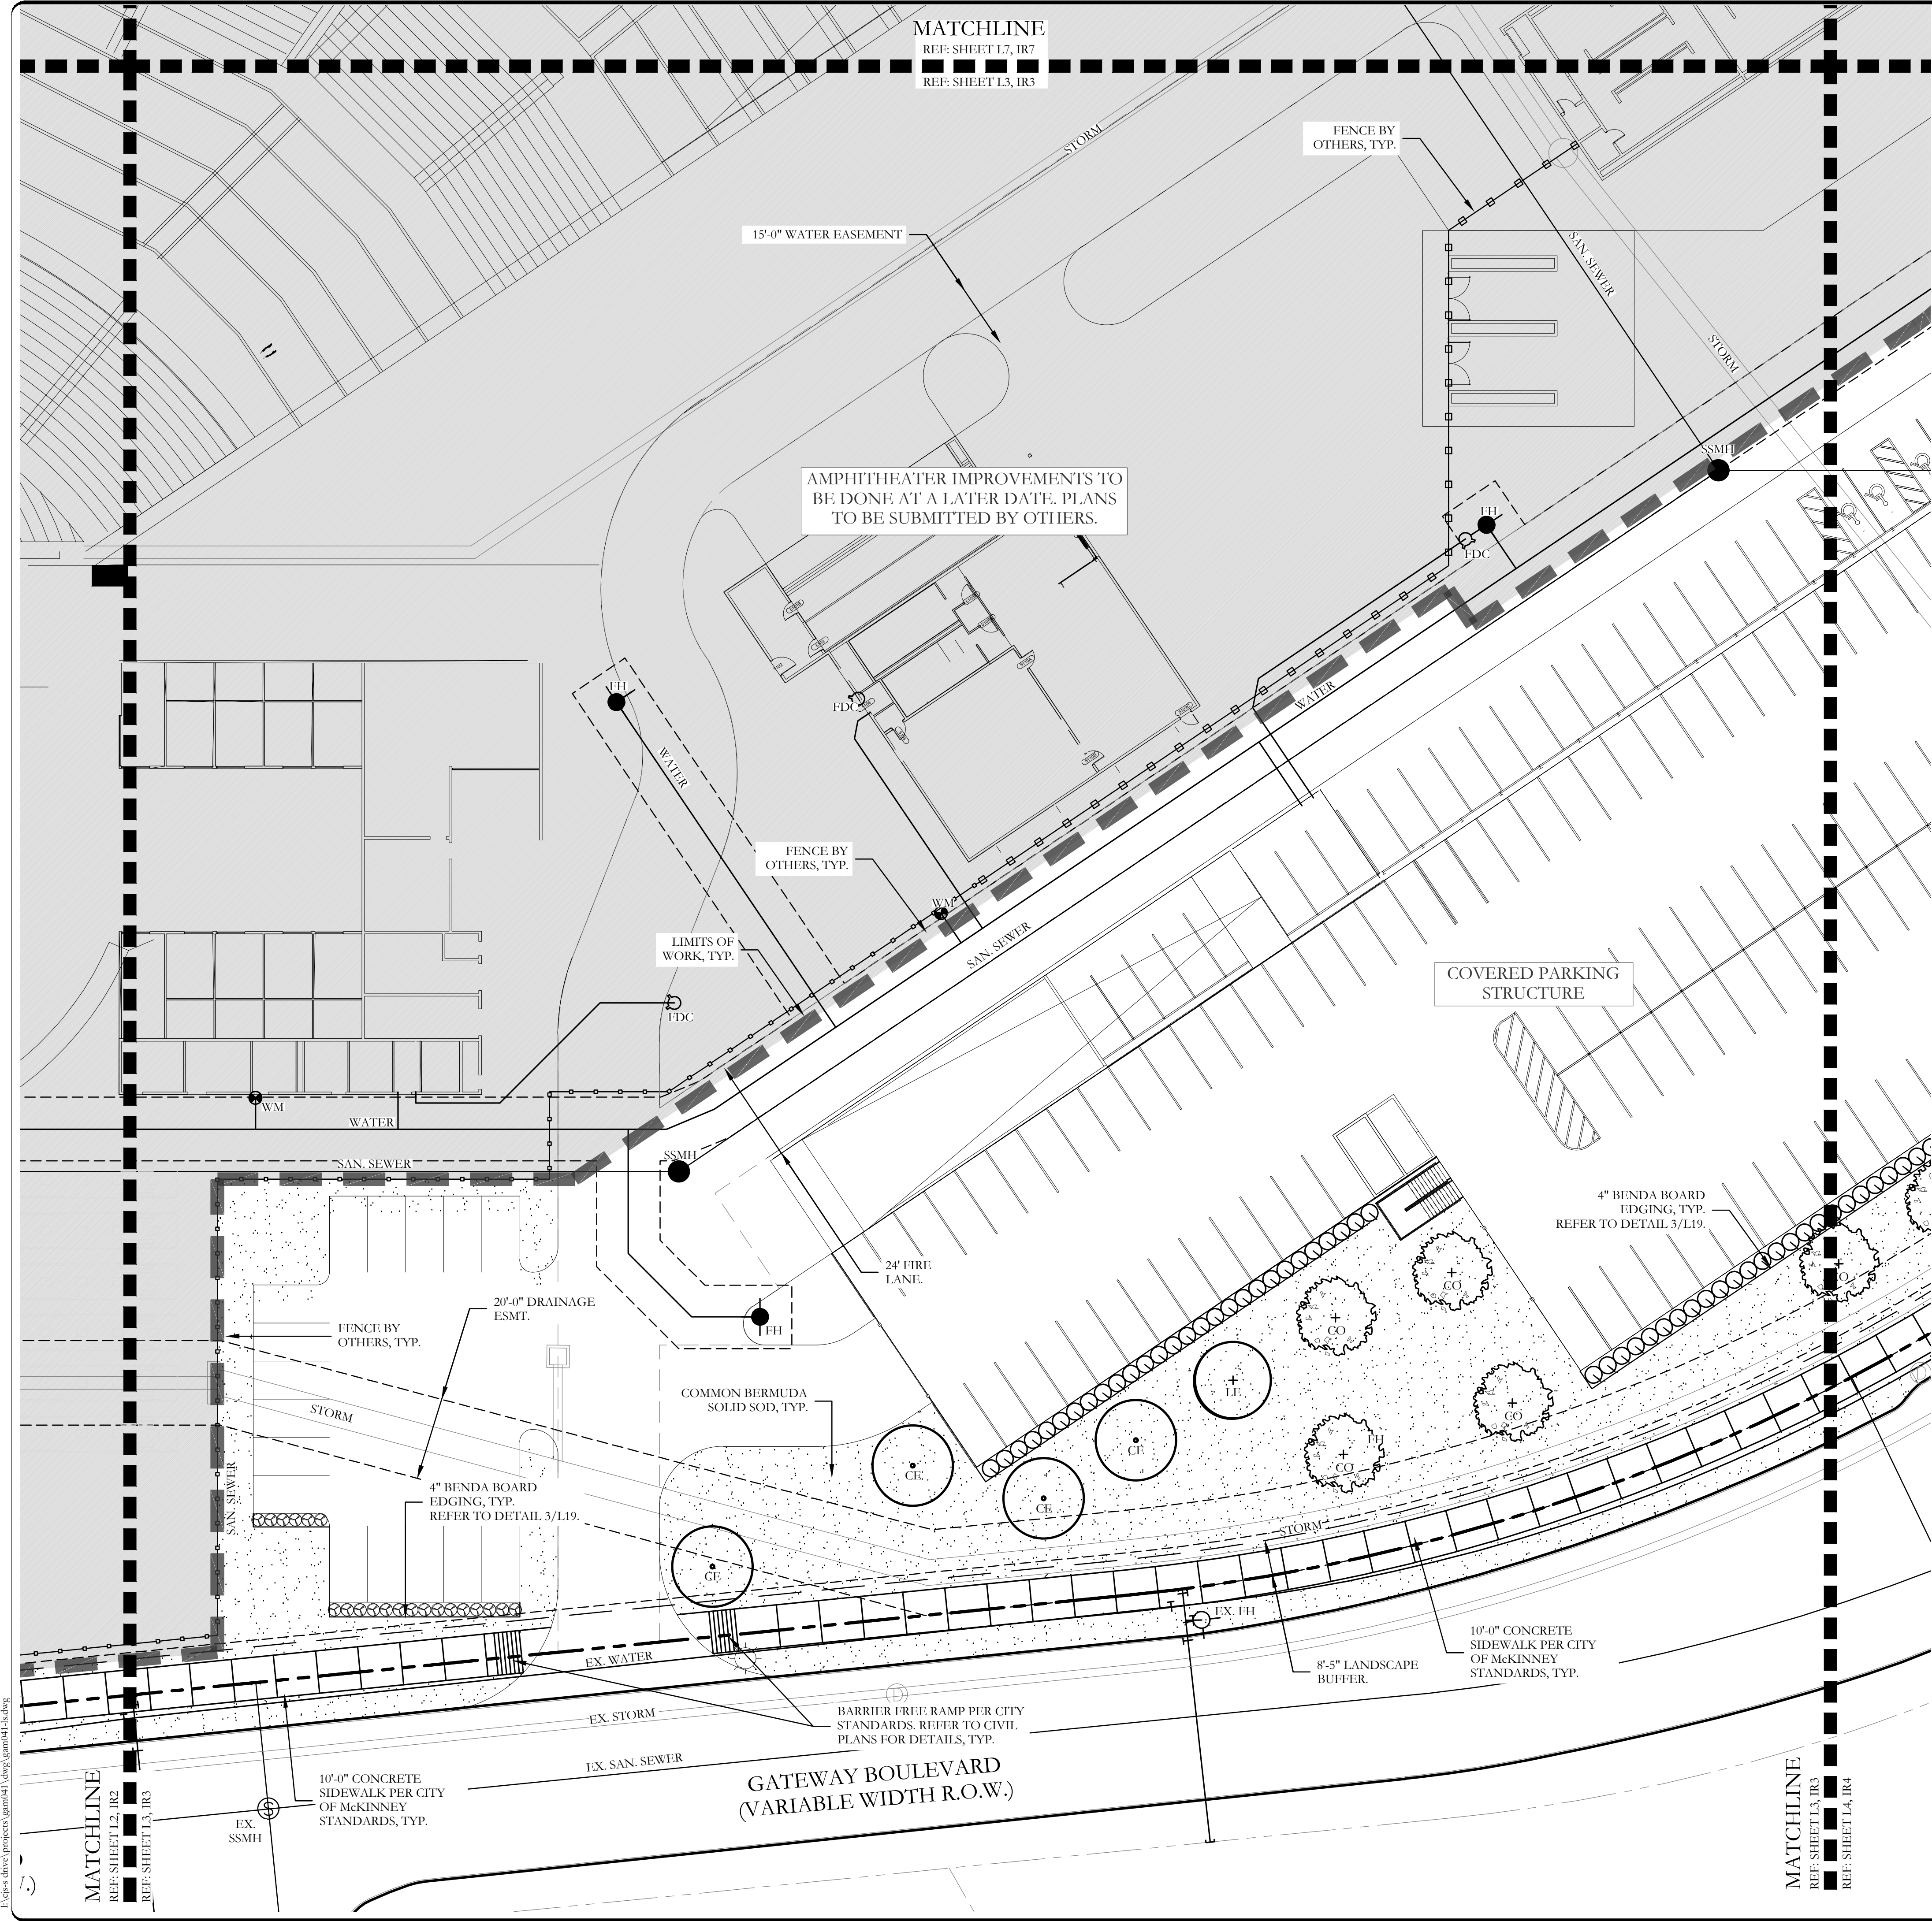 MATCHLINE
REF: SHEET L7, IR7
REF: SHEET L3, IR3
STORM
FENCE BY
OTHERS, TYP.
15'-0" WATER EASEMENT
SAN. SEWER
STORM
AMPHITHEATER IMPROVEMENTS TO
BE DONE AT A LATER DATE. PLANS
TO BE SUBMITTED BY OTHERS.
SSMH
FH
FDC
FH
WATER
FDC
WATER
FENCE BY
OTHERS, TYP.
WM
LIMITS OF
WORK, TYP.
SAN. SEWER
COVERED PARKING
STRUCTURE
FDC
WM
WATER
SAN. SEWER
SSMH
4" BENDA BOARD
EDGING, TYP.
REFER TO DETAIL 3/L19.
24' FIRE
LANE.
CO
CO
CO
20'-0" DRAINAGE
ESMT.
FENCE BY
OTHERS, TYP.
FH
COMMON BERMUDA
SOLID SOD, TYP.
LE
CO
STORM
CE
FH
CE
CO
SAN. SEWER
4" BENDA BOARD
EDGING, TYP.
REFER TO DETAIL 3/L19.
CE
STORM
CE
EX. FH
EX. WATER
8'-5" LANDSCAPE
BUFFER.
10'-0" CONCRETE
SIDEWALK PER CITY
OF McKINNEY
STANDARDS, TYP.
D
BARRIER FREE RAMP PER CITY
STANDARDS. REFER TO CIVIL
PLANS FOR DETAILS, TYP.
EX. STORM
EX. SAN. SEWER
GATEWAY BOULEVARD
(VARIABLE WIDTH R.O.W.)
10'-0" CONCRETE
SIDEWALK PER CITY
OF McKINNEY
STANDARDS, TYP.
S
EX.
SSMH
MATCHLINE
REF: SHEET L2, IR2
REF: SHEET L3, IR3
MATCHLINE
REF: SHEET L3, IR3
REF: SHEET L4, IR4